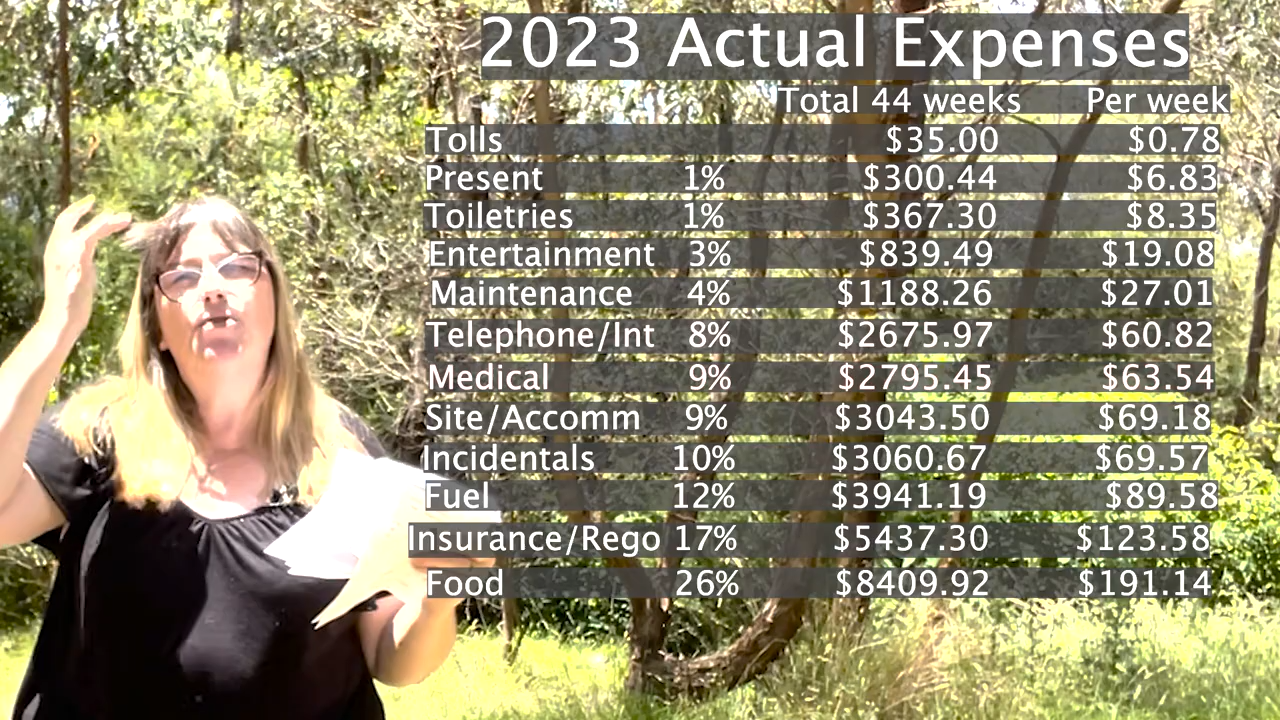 2023 Actual Expenses
Total 44 weeks Per week
Tolls $35.00 $0.78
Present 1% $300.44 $6.83
Toiletries 1% $367.30 $8.35
Entertainment 3% $839.49 $19.08
Maintenance 4% $1188.26 $27.01
Telephone/Int 8% $2675.97 $60.82
Medical 9% $2795.45 $63.54
Site/Accomm 9% $3043.50 $69.18
Incidentals 10% $3060.67 $69.57
Fuel 12% $3941.19 $89.58
Insurance/Rego 17% $5437.30 $123.58
Food 26% $8409.92 $191.14